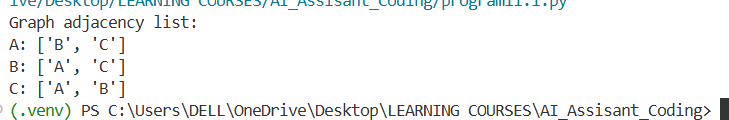 ive/Desktop/LEARNING COURSES/AI_Assisant_Coding/program11.1.py
Graph adjacency list:
A: ['B', 'C']
B: ['A', 'C']
C: ['A', 'B']
(.venv) PS C:\Users\DELL\OneDrive\Desktop\LEARNING COURSES\AI_Assisant_Coding>